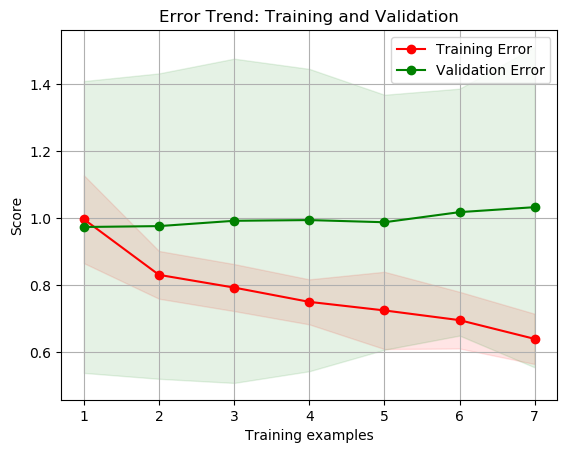 Error Trend: Training and Validation
Training Error
Validation Error
Score
1.4
1.2
1.0
0.8
0.6
1 2 3 4 5 6 7
Training examples